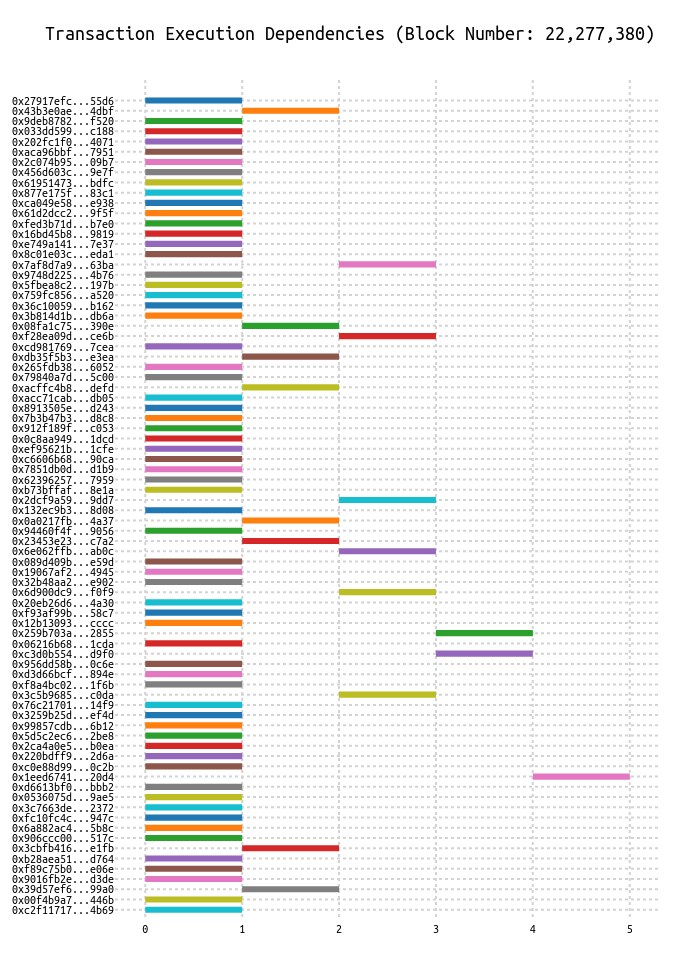 Transaction Execution Dependencies (Block Number: 22,277,380)
0x27917efc...55d6
0x43b3e0ae...4dbf
0x9deb8782...f520
0x033dd599...c188
0x202fc1f0...4071
0xaca96bbf...7951
0x2c074b95...09b7
0x456d603c...9e7f
0x61951473...bdfc
0x877e175f...83c1
0xca049e58...e938
0x61d2dcc2...9f5f
0xfed3b71d...b7e0
0x16bd45b8...9819
0xe749a141...7e37
0x8c01e03c...eda1
0x7af8d7a9...63ba
0x9748d225...4b76
0x5fbea8c2...197b
0x759fc856...a520
0x36c10059...b162
0x3b814d1b...db6a
0x08fa1c75...390e
0xf28ea09d...ce6b
0xcd981769...7cea
0xdb35f5b3...e3ea
0x265fdb38...6052
0x79840a7d...5c00
0xacffc4b8...defd
0xacc71cab...db05
0x8913505e...d243
0x7b3b47b3...d8c8
0x912f189f...c053
0x0c8aa949...1dcd
0xef95621b...1cfe
0xc6606b68...90ca
0x7851db0d...d1b9
0x62396257...7959
0xb73bffaf...8e1a
0x2dcf9a59...9dd7
0x132ec9b3...8d08
0x0a0217fb...4a37
0x94460f4f...9056
0x23453e23...c7a2
0x6e062ffb...ab0c
0x089d409b...e59d
0x19067af2...4945
0x32b48aa2...e902
0x6d900dc9...f0f9
0x20eb26d6...4a30
0xf93af99b...58c7
0x12b13093...cccc
0x259b703a...2855
0x06216b68...1cda
0xc3d0b554...d9f0
0x956dd58b...0c6e
0xd3d66bcf...894e
0xf8a4bc02...1f6b
0x3c5b9685...c0da
0x76c21701...14f9
0x3259b25d...ef4d
0x99857cdb...6b12
0x5d5c2ec6...2be8
0x2ca4a0e5...b0ea
0x220bdff9...2d6a
0xc0e88d99...0c2b
0x1eed6741...20d4
0xd6613bf0...bbb2
0x0536075d...9ae5
0x3c7663de...2372
0xfc10fc4c...947c
0x6a882ac4...5b8c
0x906ccc00...517c
0x3cbfb416...e1fb
0xb28aea51...d764
0xf89c75b0...e06e
0x9016fb2e...d3de
0x39d57ef6...99a0
0x00f4b9a7...446b
0xc2f11717...4b69
0 1 2 3 4 5